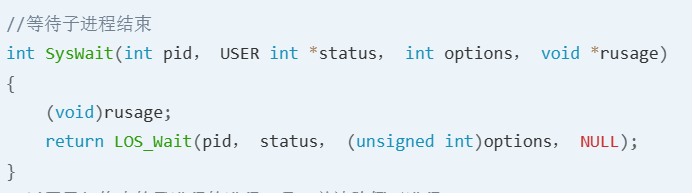 //等待子进程结束
int SysWait(int pid, USER int *status, int options, void *rusage)
{
    (void)rusage;
    return LOS_Wait(pid, status, (unsigned int)options, NULL);
}